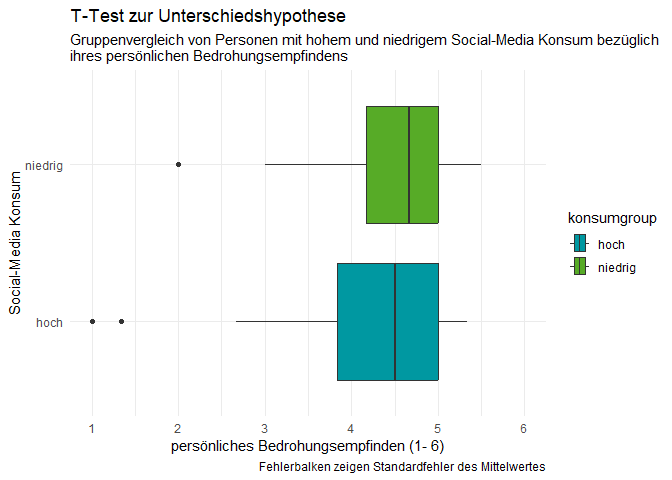 T-Test zur Unterschiedshypothese
Gruppenvergleich von Personen mit hohem und niedrigem Social-Media Konsum bezüglich
ihres persönlichen Bedrohungsempfindens
Social-Media Konsum
niedrig
hoch
1 2 3 4 5 6
persönliches Bedrohungsempfinden (1- 6)
Fehlerbalken zeigen Standardfehler des Mittelwertes
konsumgroup
hoch
niedrig